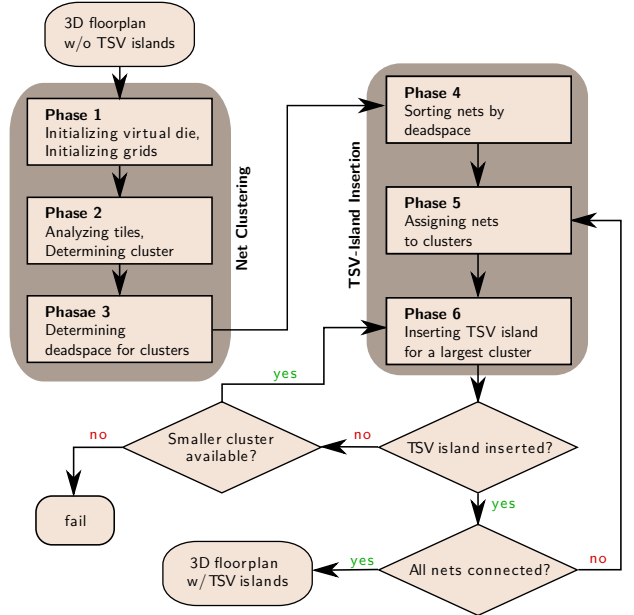 3D floorplan
w/o TSV islands
Phase 1
Initializing virtual die,
Initializing grids
Phase 2
Analyzing tiles,
Determining cluster
Phasae 3
Determining
deadspace for clusters
Net Clustering
Phase 4
Sorting nets by
deadspace
Phase 5
Assigning nets
to clusters
Phase 6
Inserting TSV island
for a largest cluster
TSV-Island Insertion
yes
no
Smaller cluster
available?
no
TSV island inserted?
fail
yes
3D floorplan
w/TSV islands
yes
All nets connected?
no